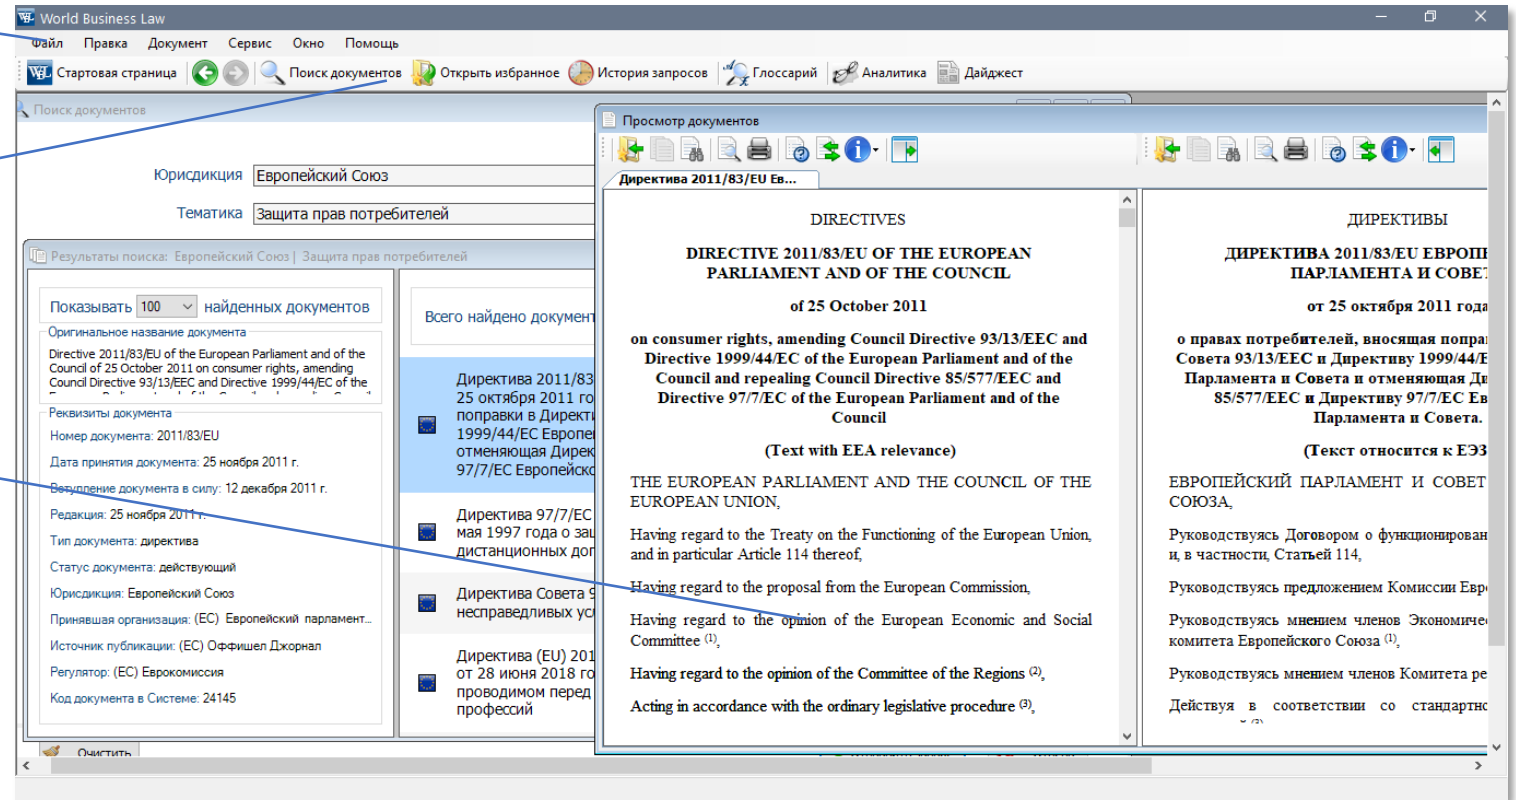 World Business Law
Файл Правка Документ Сервис Окно Помощь
Стартовая страница Поиск документов Открыть избранное История запросов Глоссарий Аналитика Дайджест
Поиск документов
Юрисдикция Европейский Союз
Тематика Защита прав потребителей
Результаты поиска: Европейский Союз | Защита прав потребителей
Показывать 100 найденных документов
Оригинальное название документа
Directive 2011/83/EU of the European Parliament and of the
Council of 25 October 2011 on consumer rights, amending
Council Directive 93/13/EEC and Directive 1999/44/EC of the
Реквизиты документа
Номер документа: 2011/83/EU
Дата принятия документа: 25 ноября 2011 г.
Вступление документа в силу: 12 декабря 2011 г.
Редакция: 25 ноября 2011 г.
Тип документа: директива
Статус документа: действующий
Юрисдикция: Европейский Союз
Принявшая организация: (ЕС) Европейский парламент...
Источник публикации: (ЕС) Оффишел Джорнал
Регулятор: (ЕС) Еврокомиссия
Код документа в Системе: 24145
Очистить
Всего найдено документ
Директива 2011/83
25 октября 2011 го
поправки в Директи
1999/44/ЕС Европе
отменяющая Дирек
97/7/ЕС Европейско
Директива 97/7/ЕС
мая 1997 года о защ
дистанционных дог
Директива Совета 9
несправедливых усл
Директива (EU) 201
от 28 июня 2018 го
проводимом перед
профессий
Просмотр документов
Директива 2011/83/EU Ев...
DIRECTIVES
DIRECTIVE 2011/83/EU OF THE EUROPEAN
PARLIAMENT AND OF THE COUNCIL
of 25 October 2011
on consumer rights, amending Council Directive 93/13/EEC and
Directive 1999/44/EC of the European Parliament and of the
Council and repealing Council Directive 85/577/EEC and
Directive 97/7/EC of the European Parliament and of the
Council
(Text with EEA relevance)
THE EUROPEAN PARLIAMENT AND THE COUNCIL OF THE
EUROPEAN UNION,
Having regard to the Treaty on the Functioning of the European Union,
and in particular Article 114 thereof,
Having regard to the proposal from the European Commission,
Having regard to the opinion of the European Economic and Social
Committee (1),
Having regard to the opinion of the Committee of the Regions (2),
Acting in accordance with the ordinary legislative procedure (3),
ДИРЕКТИВЫ
ДИРЕКТИВА 2011/83/EU ЕВРОПЕ
ПАРЛАМЕНТА И СОВЕТ
от 25 октября 2011 года
о правах потребителей, вносящая попра
Совета 93/13/ЕЕС и Директиву 1999/44/Е
Парламента и Совета и отменяющая Ди
85/577/ЕЕС и Директиву 97/7/ЕС Ев
Парламента и Совета.
(Текст относится к ЕЭЗ
ЕВРОПЕЙСКИЙ ПАРЛАМЕНТ И СОВЕТ
СОЮЗА,
Руководствуясь Договором о функционирован
и, в частности, Статьей 114,
Руководствуясь предложением Комиссии Евр
Руководствуясь мнением членов Экономиче
комитета Европейского Союза (1),
Руководствуясь мнением членов Комитета ре
Действуя в соответствии со стандартно